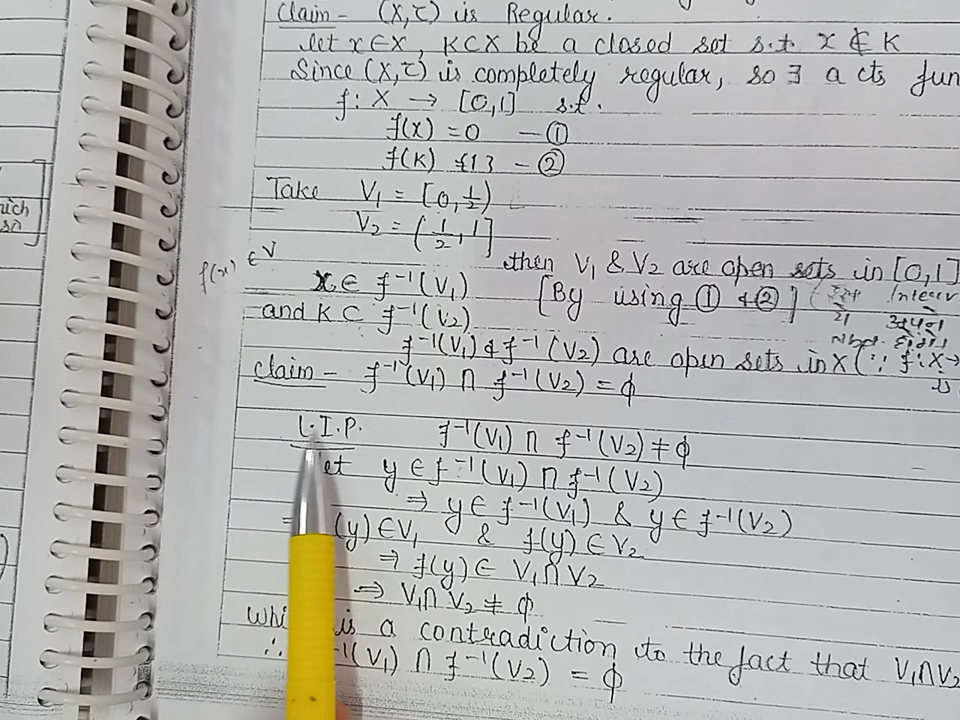 Claim - (X,τ) is Regular.
let x∈X, K⊂X be a closed set s.t. x∉K
Since (X,τ) is completely regular, so ∃ a cts fun
f: X → [0,1] s.t.
f(x) = 0 — ①
f(K) = {1} — ②
Take V₁ = [0,½)
V₂ = (½,1]
f(x) ∈ V
then V₁ & V₂ are open sets in [0,1]
x ∈ f⁻¹(V₁) [By using ① & ②]
and K ⊂ f⁻¹(V₂)
f⁻¹(V₁) & f⁻¹(V₂) are open sets in X (∵ f:X→
claim - f⁻¹(V₁) ∩ f⁻¹(V₂) = ϕ
I.P. f⁻¹(V₁) ∩ f⁻¹(V₂) ≠ ϕ
et y ∈ f⁻¹(V₁) ∩ f⁻¹(V₂)
⇒ y ∈ f⁻¹(V₁) & y ∈ f⁻¹(V₂)
(y) ∈ V₁ & f(y) ∈ V₂
⇒ f(y) ∈ V₁∩V₂
⇒ V₁∩V₂ ≠ ϕ
Whi is a contradiction to the fact that V₁∩V₂
∴ ⁻¹(V₁) ∩ f⁻¹(V₂) = ϕ